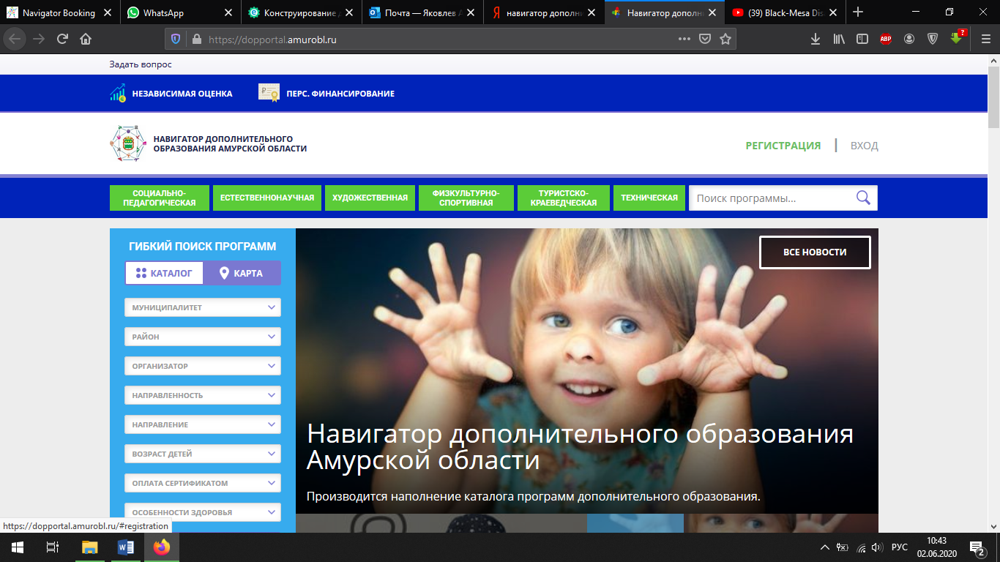 Navigator Booking
WhatsApp
Конструирование
Почта — Яковлев А
навигатор дополни
Навигатор дополн
(39) Black-Mesa Dis
https://dopportal.amurobl.ru
ABP
?
Задать вопрос
НЕЗАВИСИМАЯ ОЦЕНКА
ПЕРС. ФИНАНСИРОВАНИЕ
НАВИГАТОР ДОПОЛНИТЕЛЬНОГО
ОБРАЗОВАНИЯ АМУРСКОЙ ОБЛАСТИ
РЕГИСТРАЦИЯ | ВХОД
СОЦИАЛЬНО-
ПЕДАГОГИЧЕСКАЯ
ЕСТЕСТВЕННОНАУЧНАЯ
ХУДОЖЕСТВЕННАЯ
ФИЗКУЛЬТУРНО-
СПОРТИВНАЯ
ТУРИСТСКО-
КРАЕВЕДЧЕСКАЯ
ТЕХНИЧЕСКАЯ
Поиск программы...
ГИБКИЙ ПОИСК ПРОГРАММ
КАТАЛОГ
КАРТА
МУНИЦИПАЛИТЕТ
РАЙОН
ОРГАНИЗАТОР
НАПРАВЛЕННОСТЬ
НАПРАВЛЕНИЕ
ВОЗРАСТ ДЕТЕЙ
ОПЛАТА СЕРТИФИКАТОМ
ОСОБЕННОСТИ ЗДОРОВЬЯ
ВСЕ НОВОСТИ
Навигатор дополнительного образования
Амурской области
Производится наполнение каталога программ дополнительного образования.
https://dopportal.amurobl.ru/#registration
РУС
10:43
02.06.2020
2